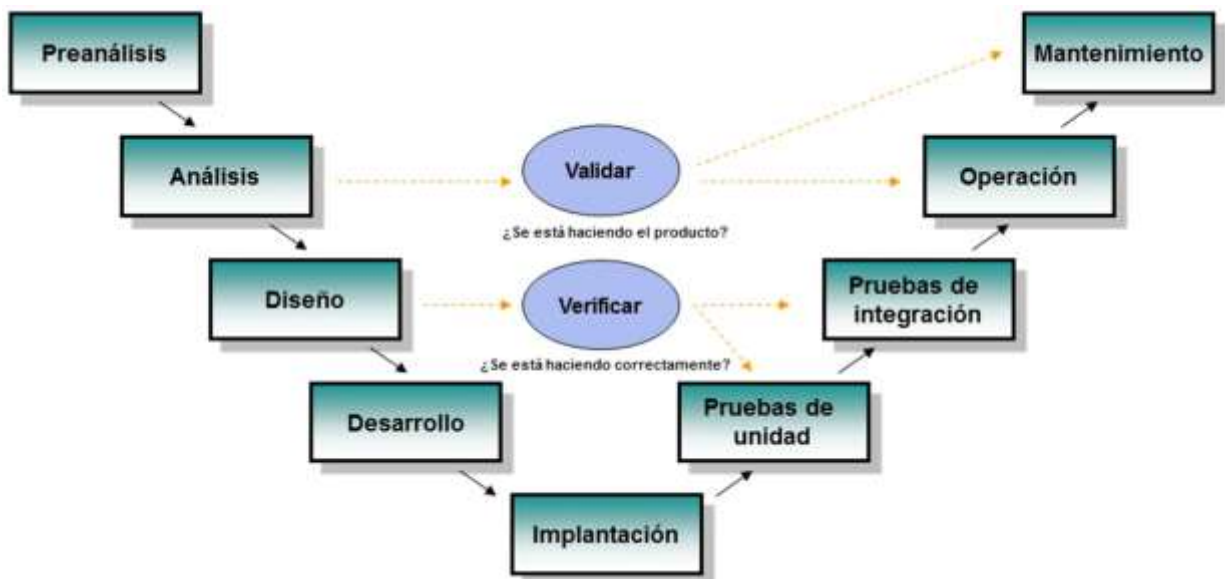 Preanálisis
Mantenimiento
Análisis
Validar
Operación
¿Se está haciendo el producto?
Diseño
Verificar
Pruebas de
integración
¿Se está haciendo correctamente?
Desarrollo
Pruebas de
unidad
Implantación